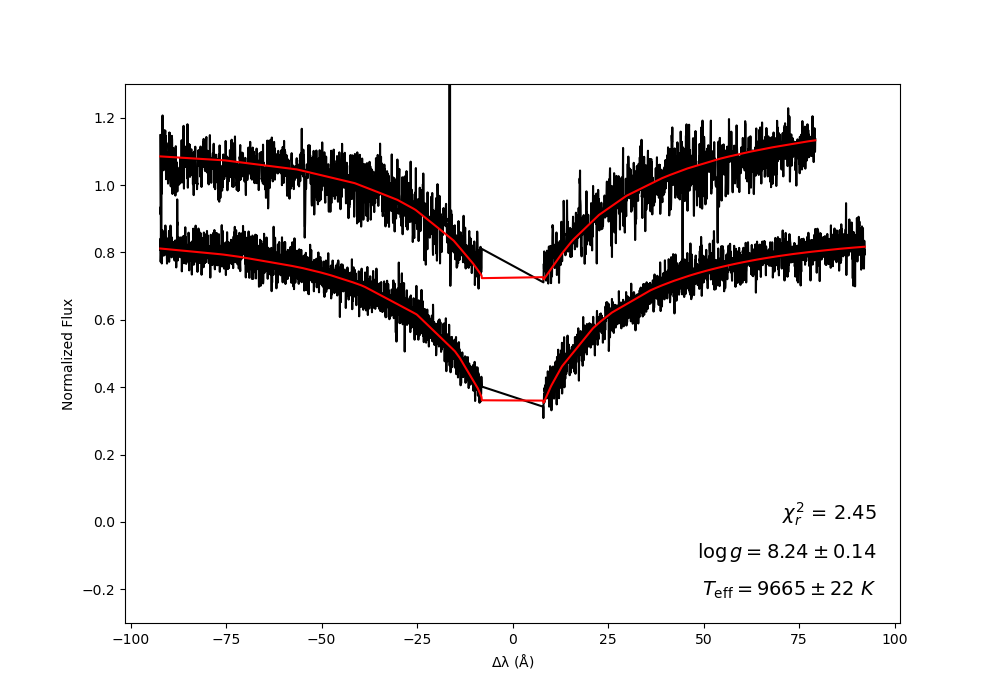 1.2
1.0
0.8
0.6
0.4
0.2
0.0
−0.2
Normalized Flux
χ²ᵣ = 2.45
log g = 8.24 ± 0.14
T_eff = 9665 ± 22 K
−100 −75 −50 −25 0 25 50 75 100
Δλ (Å)